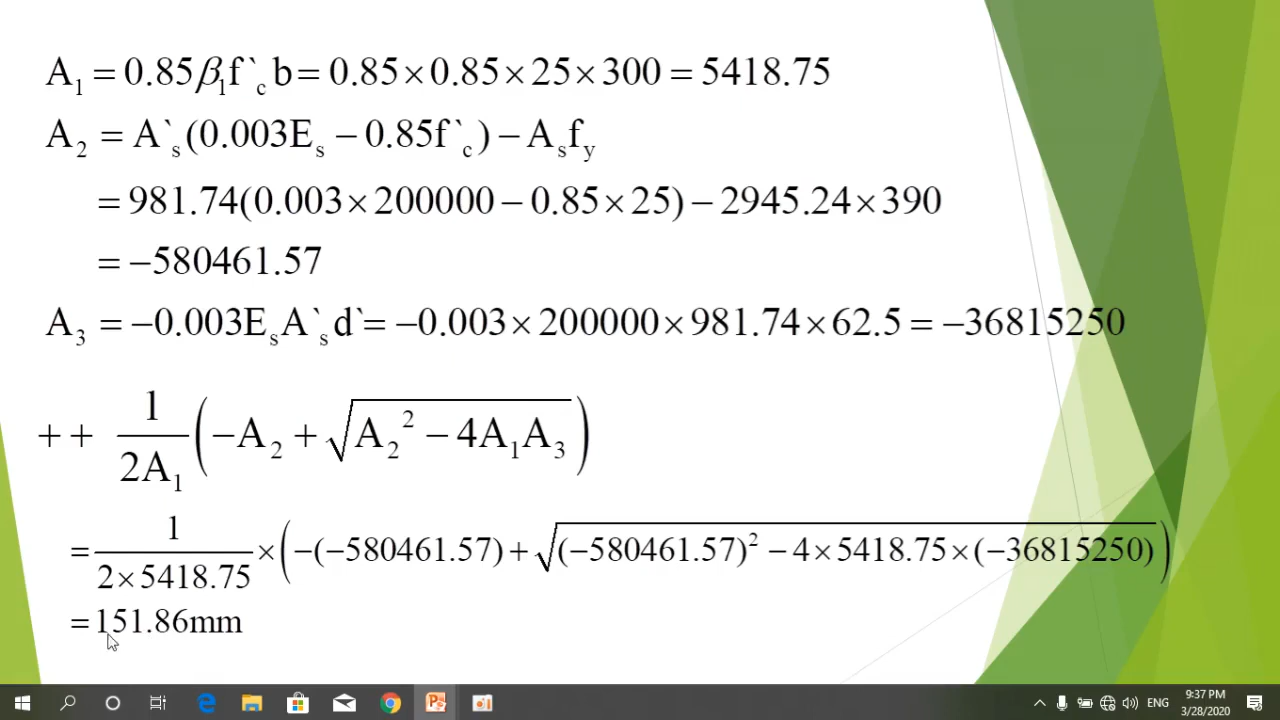 A₁ = 0.85β₁f`c b = 0.85×0.85×25×300 = 5418.75
A₂ = A`s(0.003Es − 0.85f`c) − Asfy
= 981.74(0.003×200000 − 0.85×25) − 2945.24×390
= −580461.57
A₃ = −0.003EsA`s d` = −0.003×200000×981.74×62.5 = −36815250
++ 1/(2A₁) (−A₂ + √(A₂² − 4A₁A₃))
= 1/(2×5418.75) × (−(−580461.57) + √((−580461.57)² − 4×5418.75×(−36815250)))
= 151.86mm
ENG
9:37 PM
3/28/2020